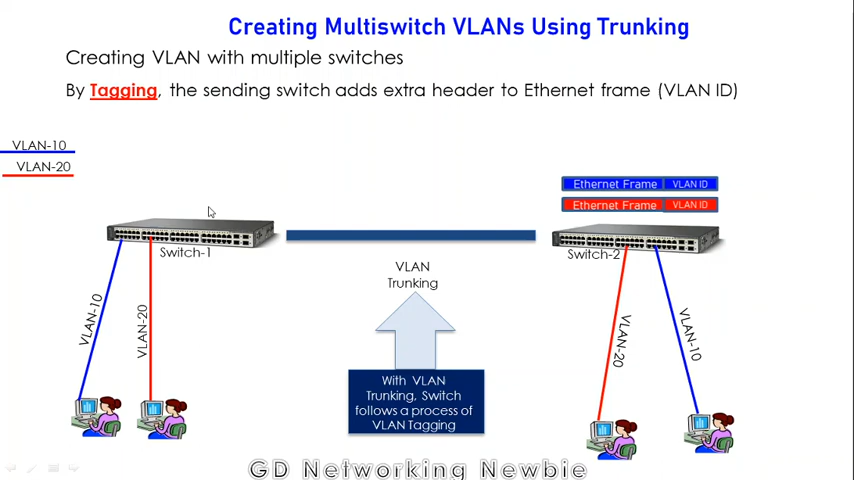 Creating Multiswitch VLANs Using Trunking
Creating VLAN with multiple switches
By Tagging, the sending switch adds extra header to Ethernet frame (VLAN ID)
VLAN-10
VLAN-20
Ethernet Frame VLAN ID
Ethernet Frame VLAN ID
Switch-1
Switch-2
VLAN
Trunking
VLAN-10
VLAN-20
VLAN-20
VLAN-10
With VLAN
Trunking, Switch
follows a process of
VLAN Tagging
GD Networking Newbie